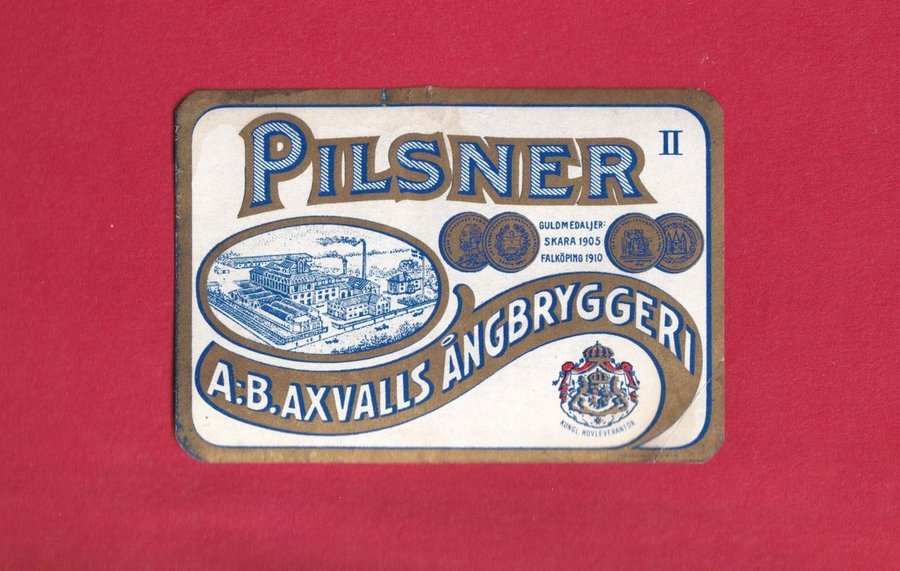 PILSNER
II
GULDMEDALJER:
SKARA 1905
FALKÖPING 1910
A.-B. AXVALLS ÅNGBRYGGERI
KUNGL. HOVLEVERANTÖR